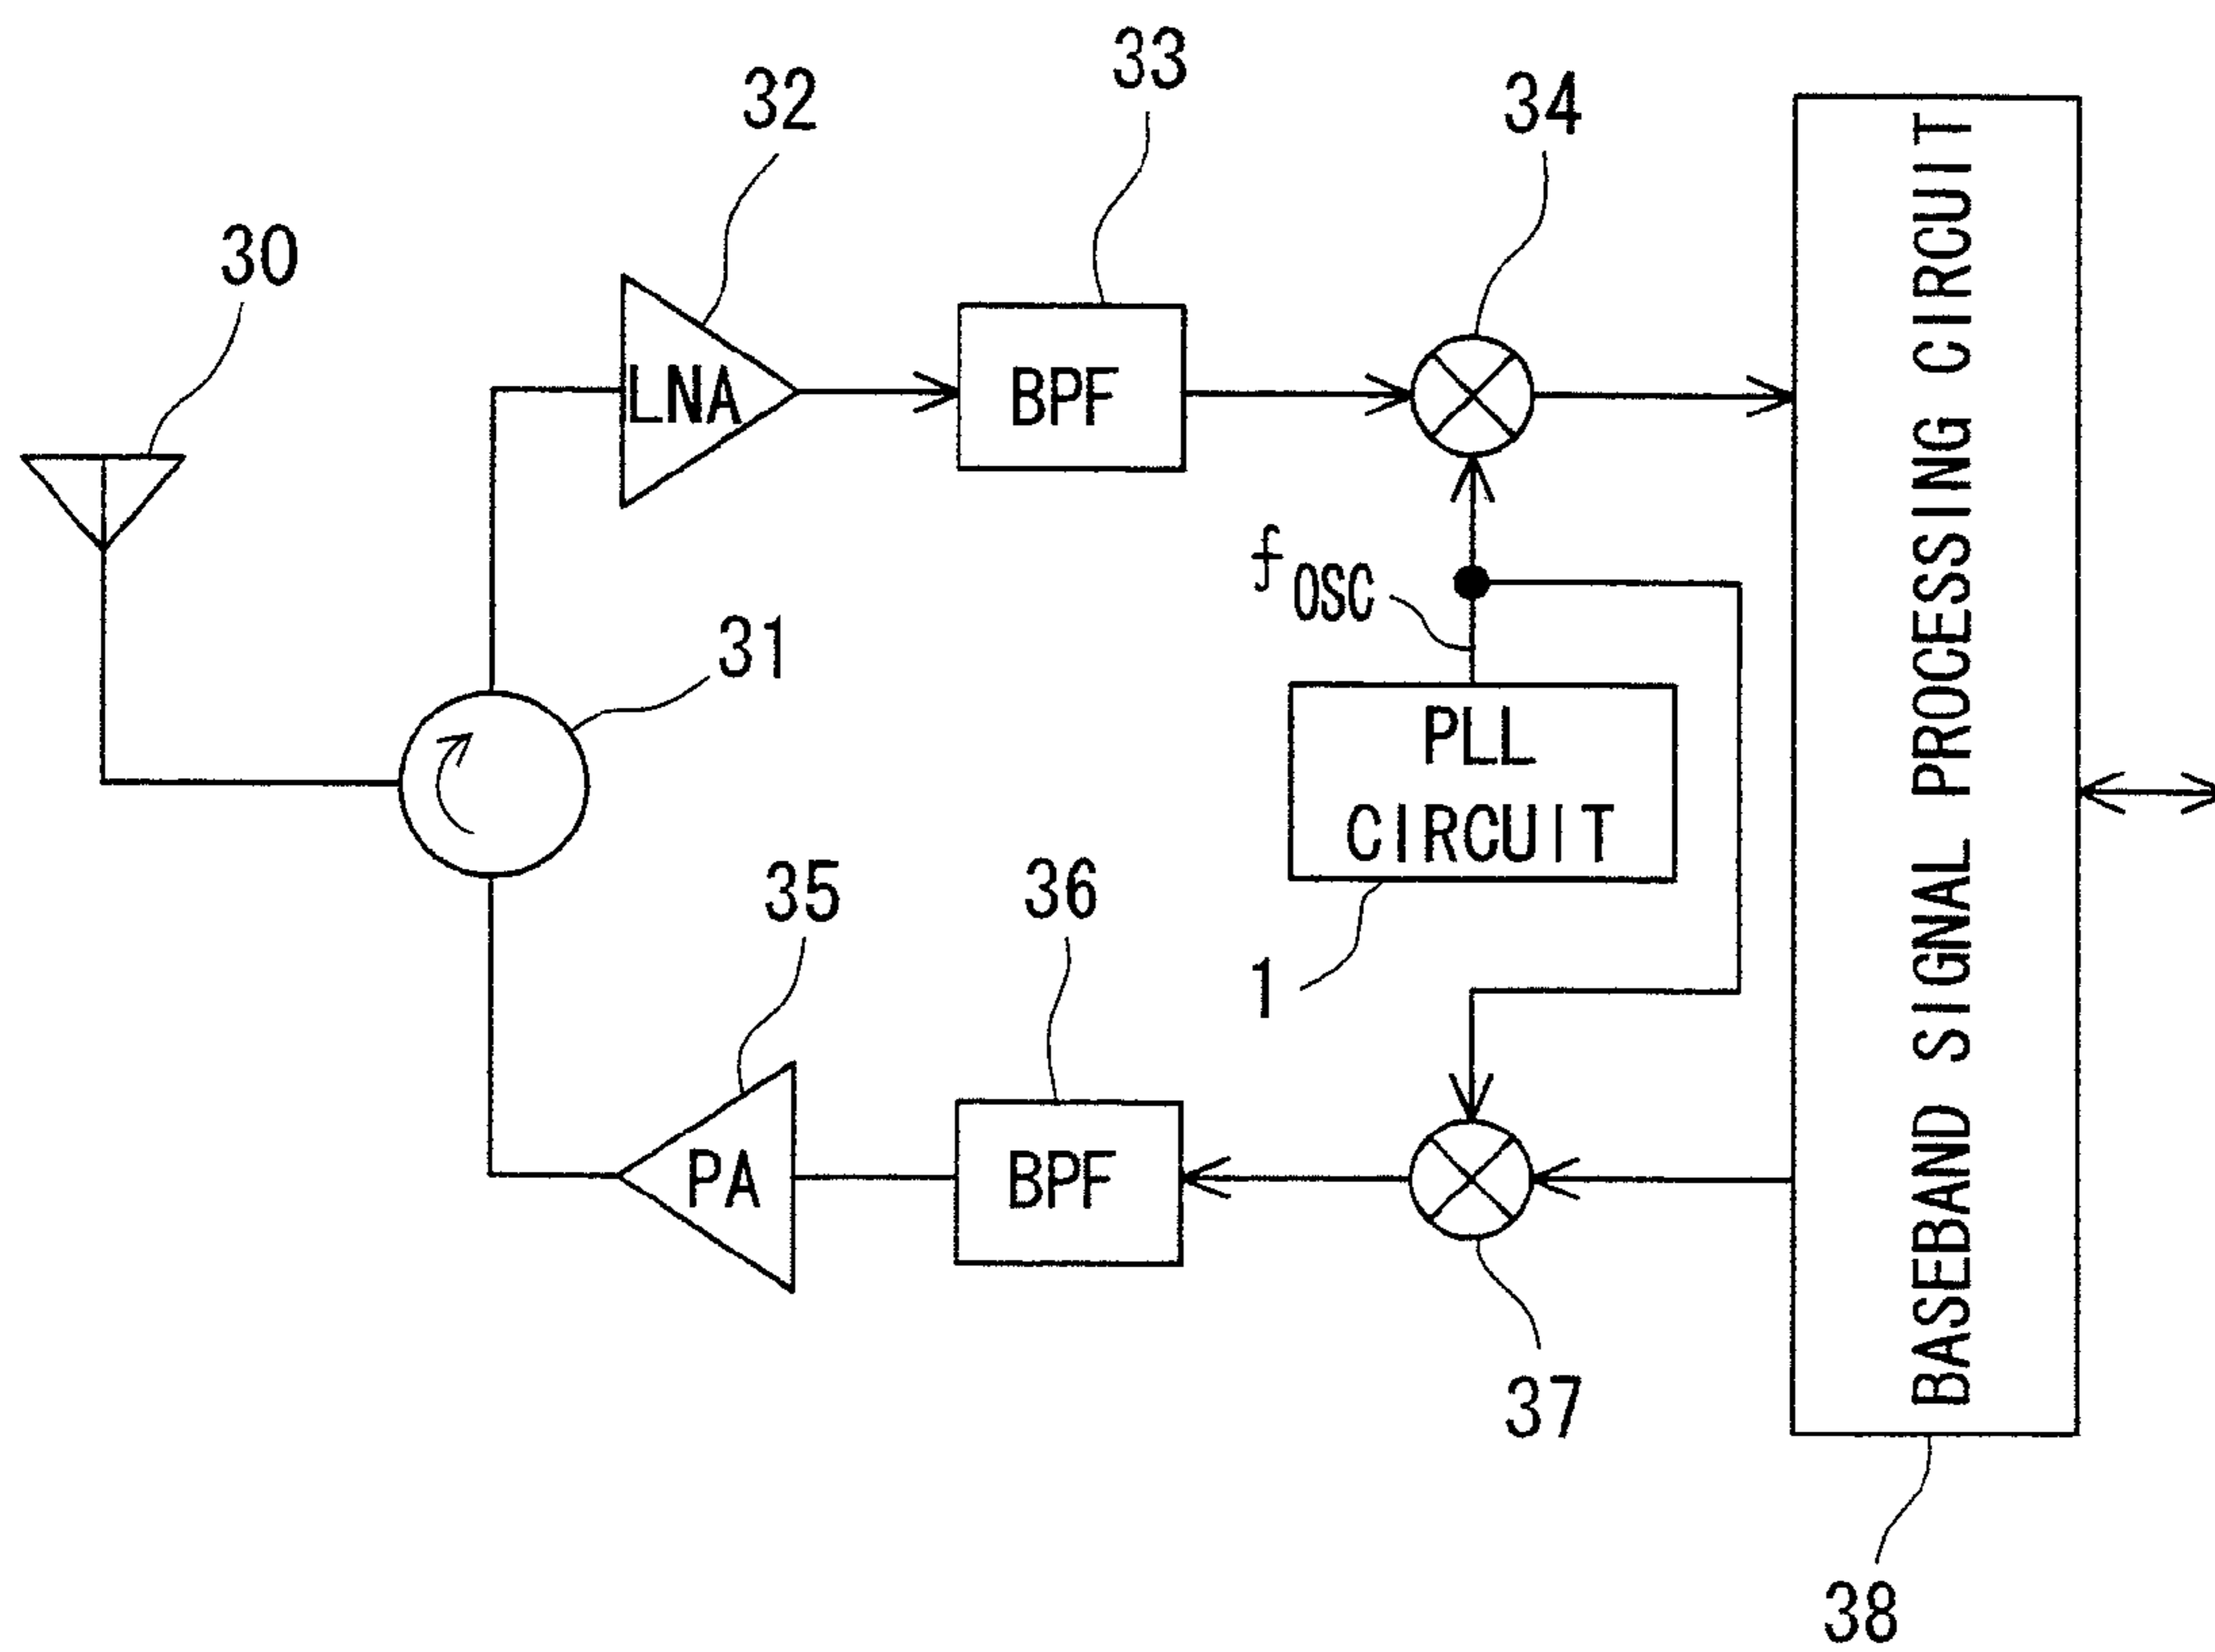 33
32
34
30
LNA
BPF
fOSC
31
PLL
CIRCUIT
BASEBAND SIGNAL PROCESSING CIRCUIT
35
36
1
PA
BPF
37
38